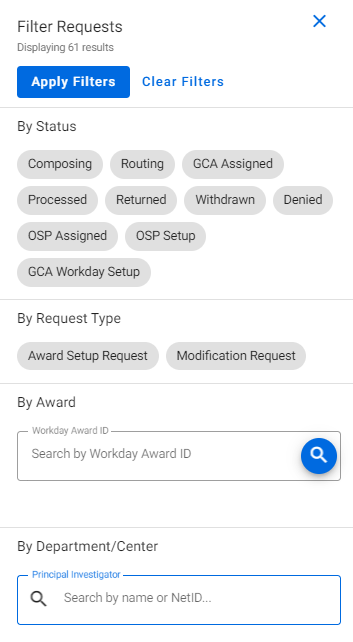 Filter Requests
Displaying 61 results
Apply Filters Clear Filters
By Status
Composing Routing GCA Assigned
Processed Returned Withdrawn Denied
OSP Assigned OSP Setup
GCA Workday Setup
By Request Type
Award Setup Request Modification Request
By Award
Workday Award ID
Search by Workday Award ID
By Department/Center
Principal Investigator
Search by name or NetID...